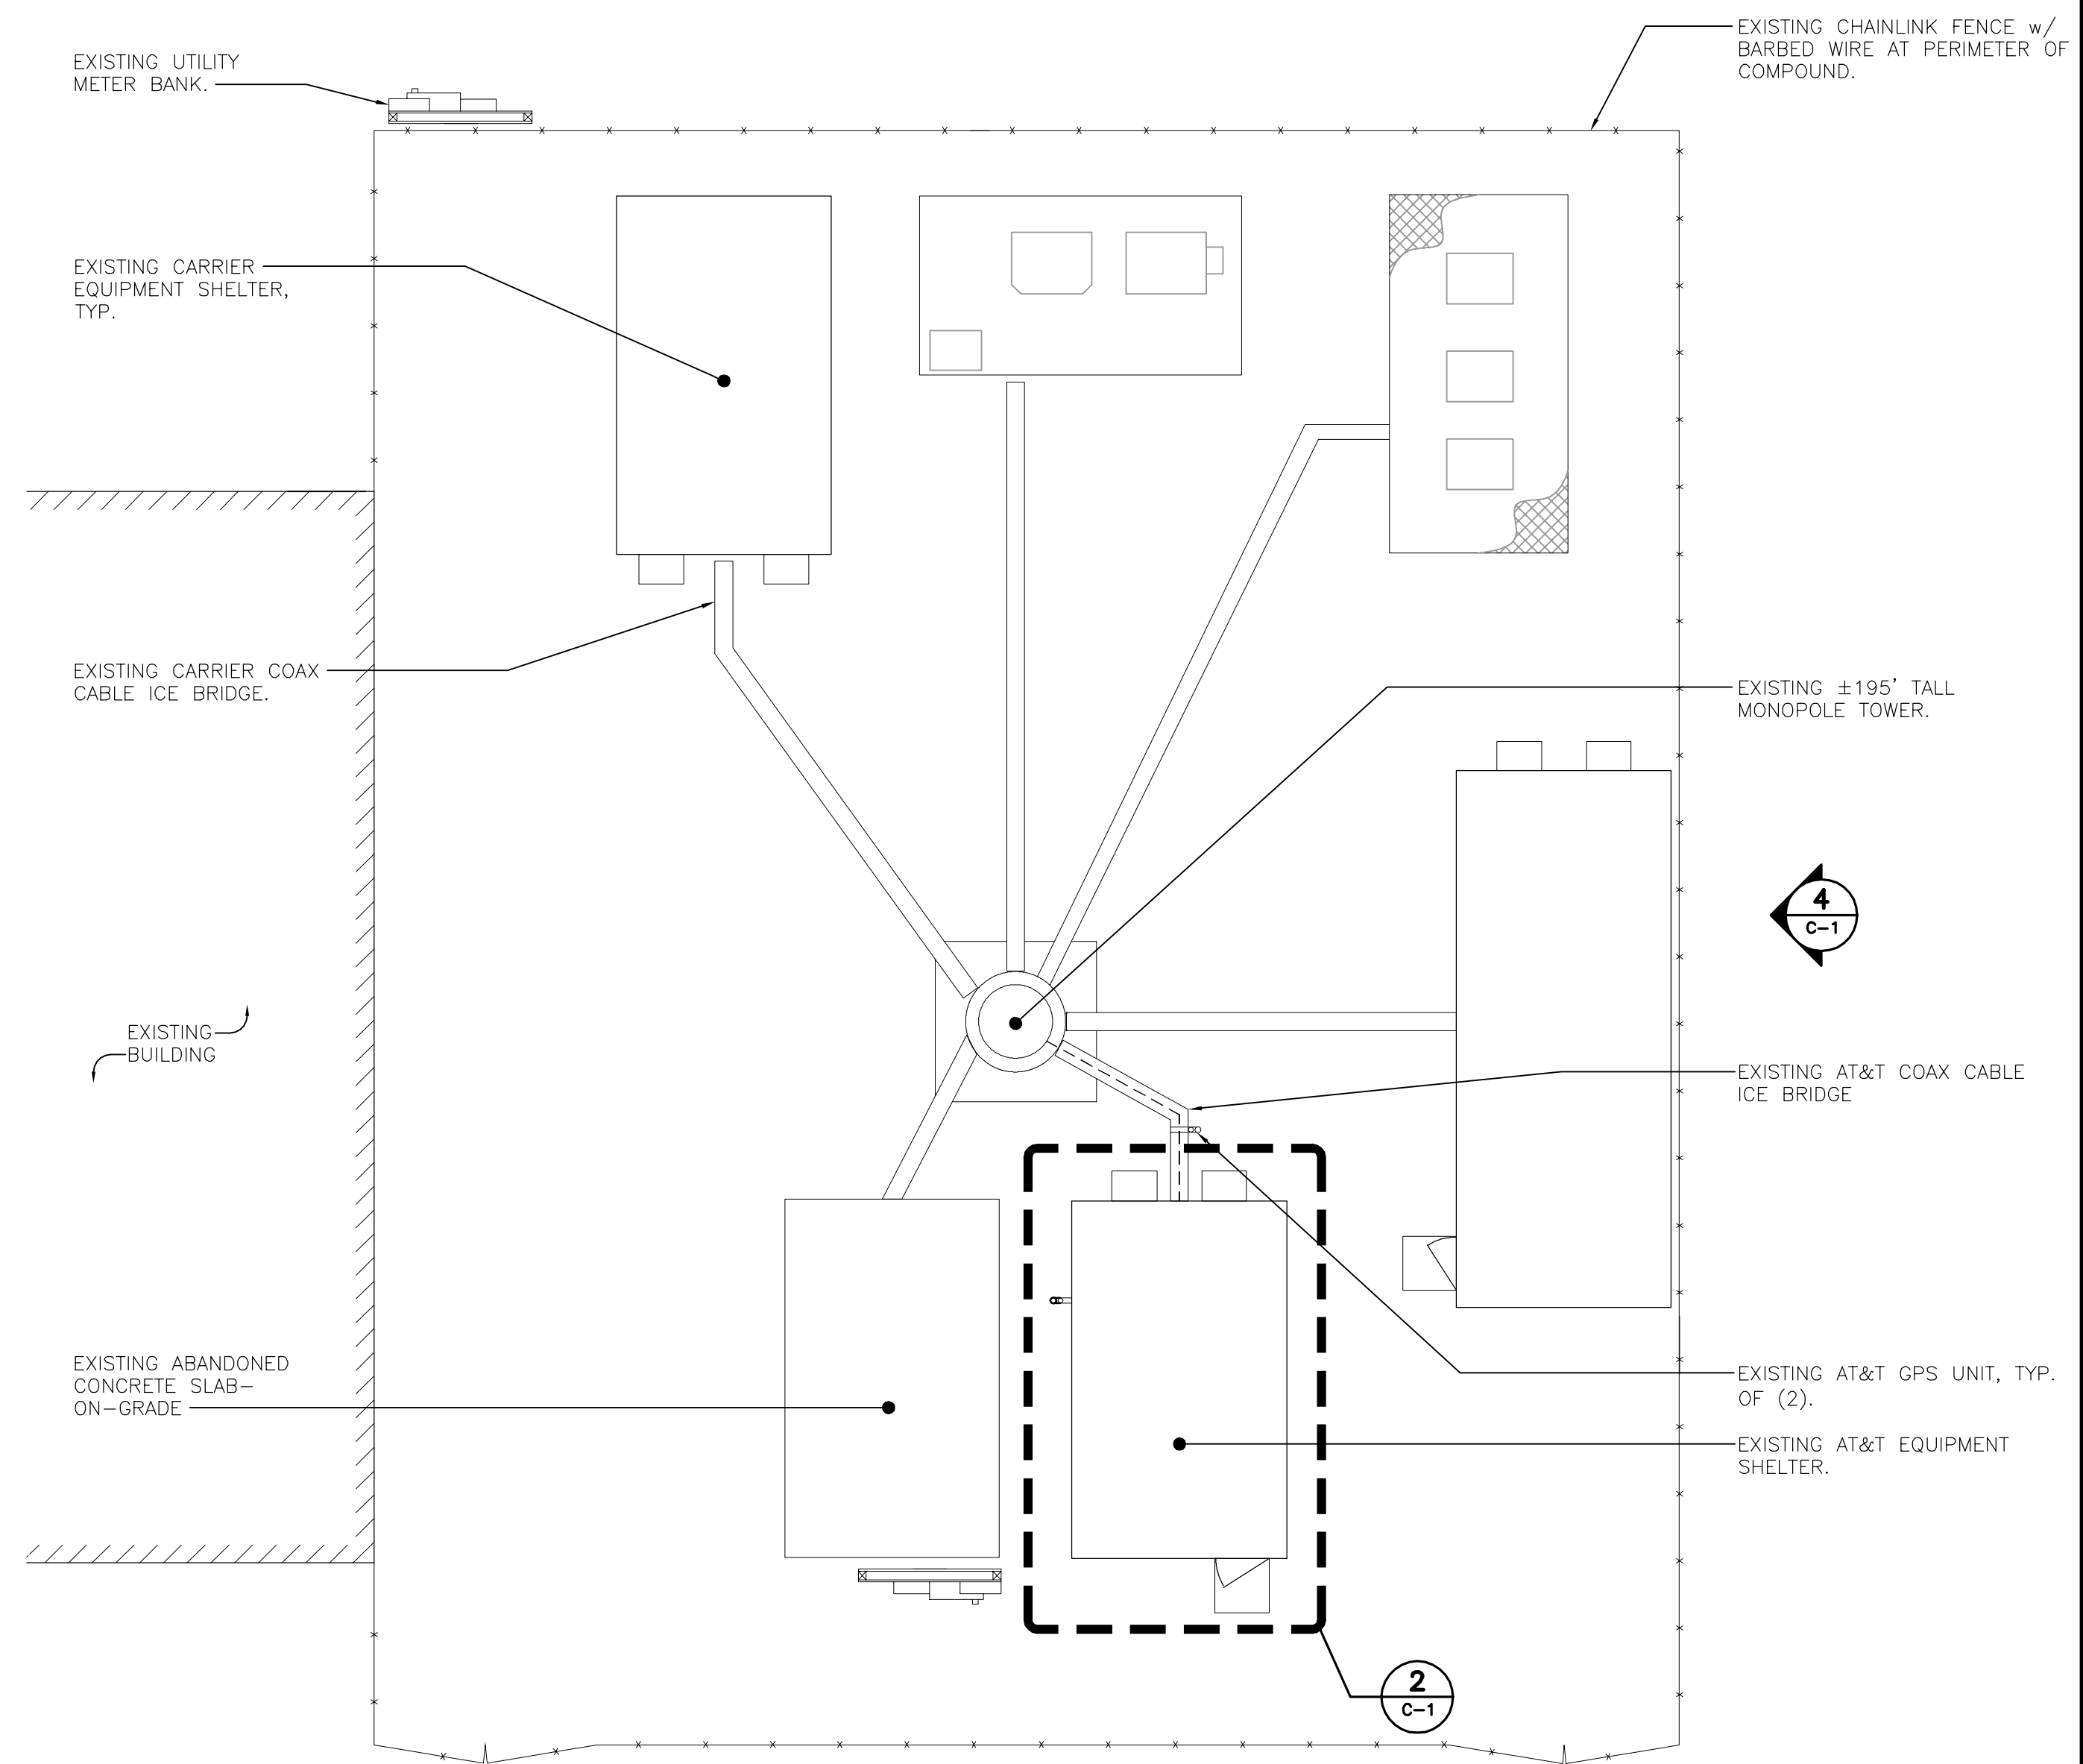 EXISTING CHAINLINK FENCE w/
BARBED WIRE AT PERIMETER OF
COMPOUND.
EXISTING UTILITY
METER BANK.
EXISTING CARRIER
EQUIPMENT SHELTER,
TYP.
EXISTING CARRIER COAX
CABLE ICE BRIDGE.
EXISTING ±195' TALL
MONOPOLE TOWER.
4
C-1
EXISTING
BUILDING
EXISTING AT&T COAX CABLE
ICE BRIDGE
EXISTING ABANDONED
CONCRETE SLAB-
ON-GRADE
EXISTING AT&T GPS UNIT, TYP.
OF (2).
EXISTING AT&T EQUIPMENT
SHELTER.
2
C-1